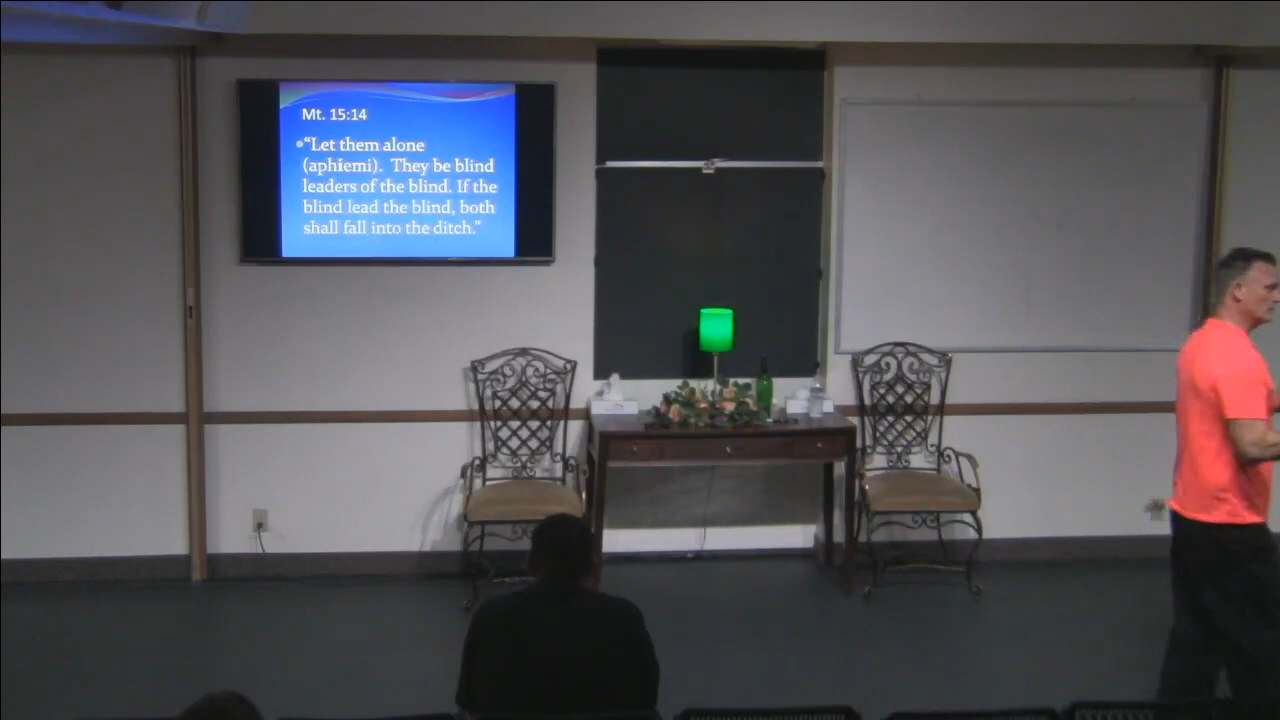 Mt. 15:14
“Let them alone
(aphiemi). They be blind
leaders of the blind. If the
blind lead the blind, both
shall fall into the ditch.”